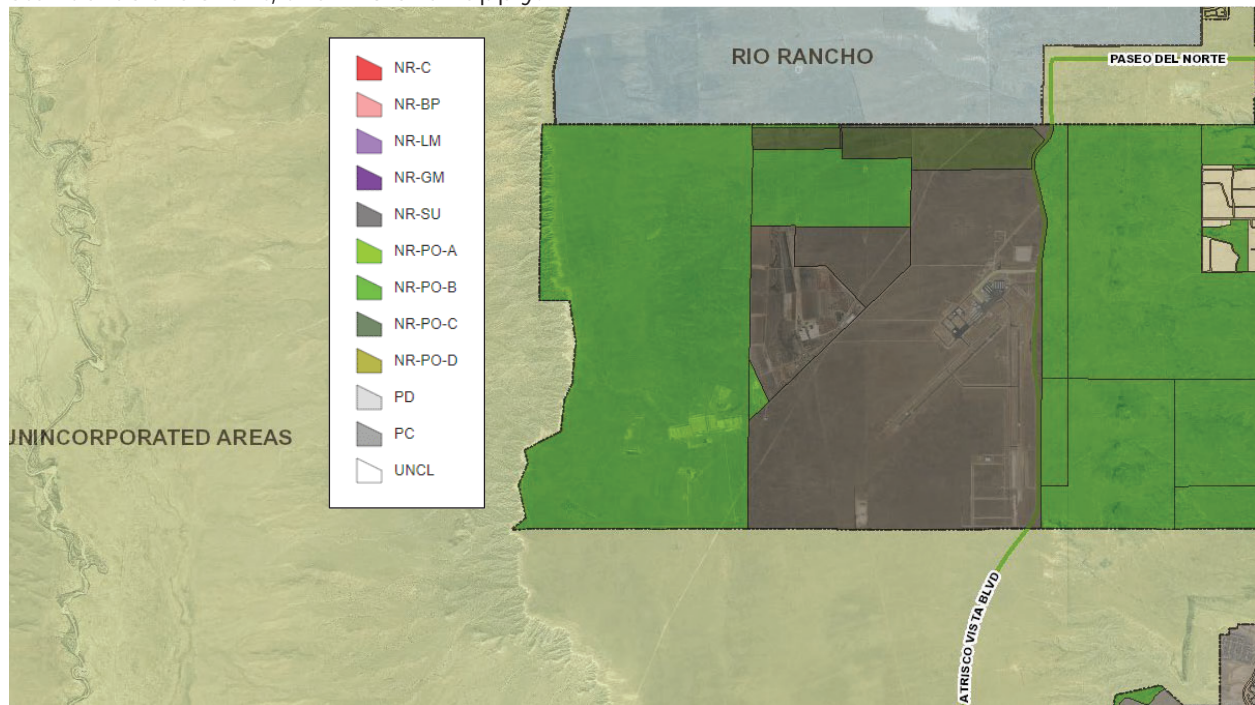 RIO RANCHO
PASEO DEL NORTE
NR-C
NR-BP
NR-LM
NR-GM
NR-SU
NR-PO-A
NR-PO-B
NR-PO-C
NR-PO-D
PD
PC
UNCL
UNINCORPORATED AREAS
ATRISCO VISTA BLVD